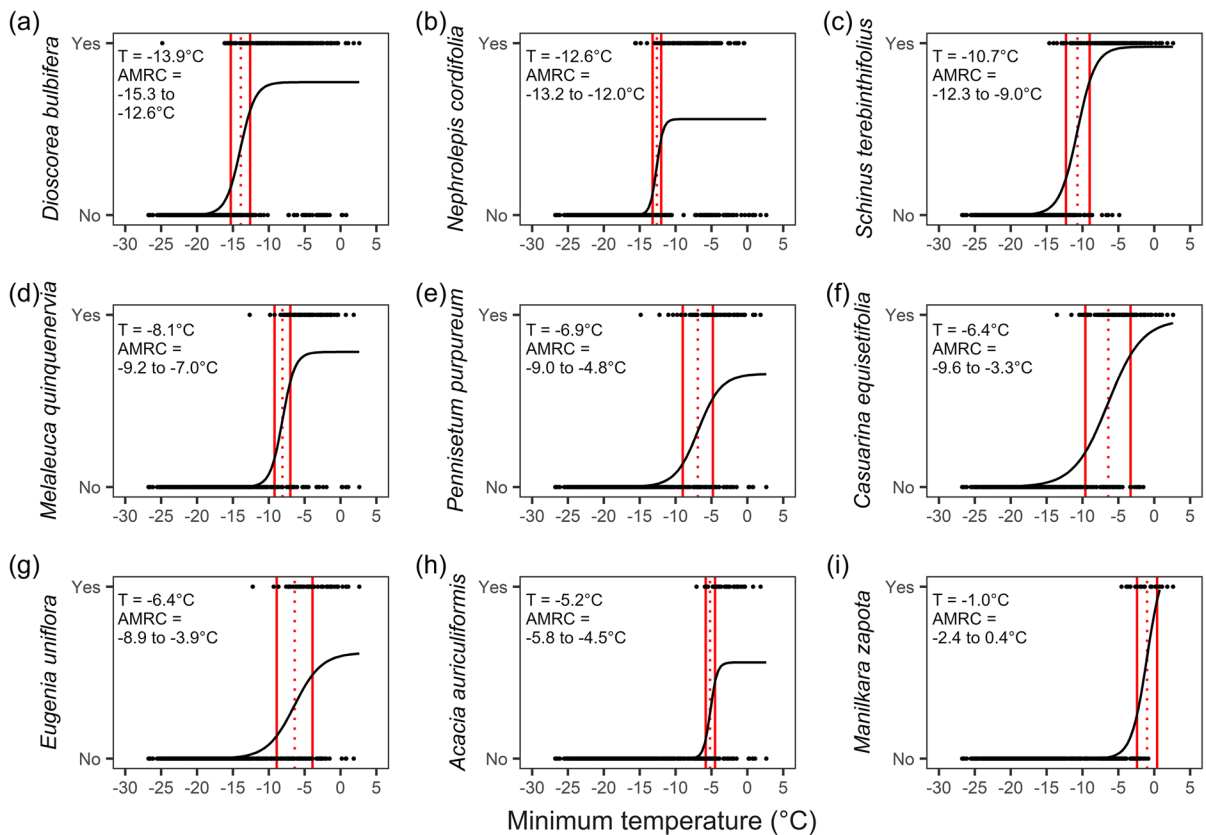 (a)
Dioscorea bulbifera
Yes
No
T = -13.9°C
AMRC =
-15.3 to
-12.6°C
-30 -25 -20 -15 -10 -5 0 5
(b)
Nephrolepis cordifolia
Yes
No
T = -12.6°C
AMRC =
-13.2 to -12.0°C
-30 -25 -20 -15 -10 -5 0 5
(c)
Schinus terebinthifolius
Yes
No
T = -10.7°C
AMRC =
-12.3 to -9.0°C
-30 -25 -20 -15 -10 -5 0 5
(d)
Melaleuca quinquenervia
Yes
No
T = -8.1°C
AMRC =
-9.2 to -7.0°C
-30 -25 -20 -15 -10 -5 0 5
(e)
Pennisetum purpureum
Yes
No
T = -6.9°C
AMRC =
-9.0 to -4.8°C
-30 -25 -20 -15 -10 -5 0 5
(f)
Casuarina equisetifolia
Yes
No
T = -6.4°C
AMRC =
-9.6 to -3.3°C
-30 -25 -20 -15 -10 -5 0 5
(g)
Eugenia uniflora
Yes
No
T = -6.4°C
AMRC =
-8.9 to -3.9°C
-30 -25 -20 -15 -10 -5 0 5
(h)
Acacia auriculiformis
Yes
No
T = -5.2°C
AMRC =
-5.8 to -4.5°C
-30 -25 -20 -15 -10 -5 0 5
(i)
Manilkara zapota
Yes
No
T = -1.0°C
AMRC =
-2.4 to 0.4°C
-30 -25 -20 -15 -10 -5 0 5
Minimum temperature (°C)